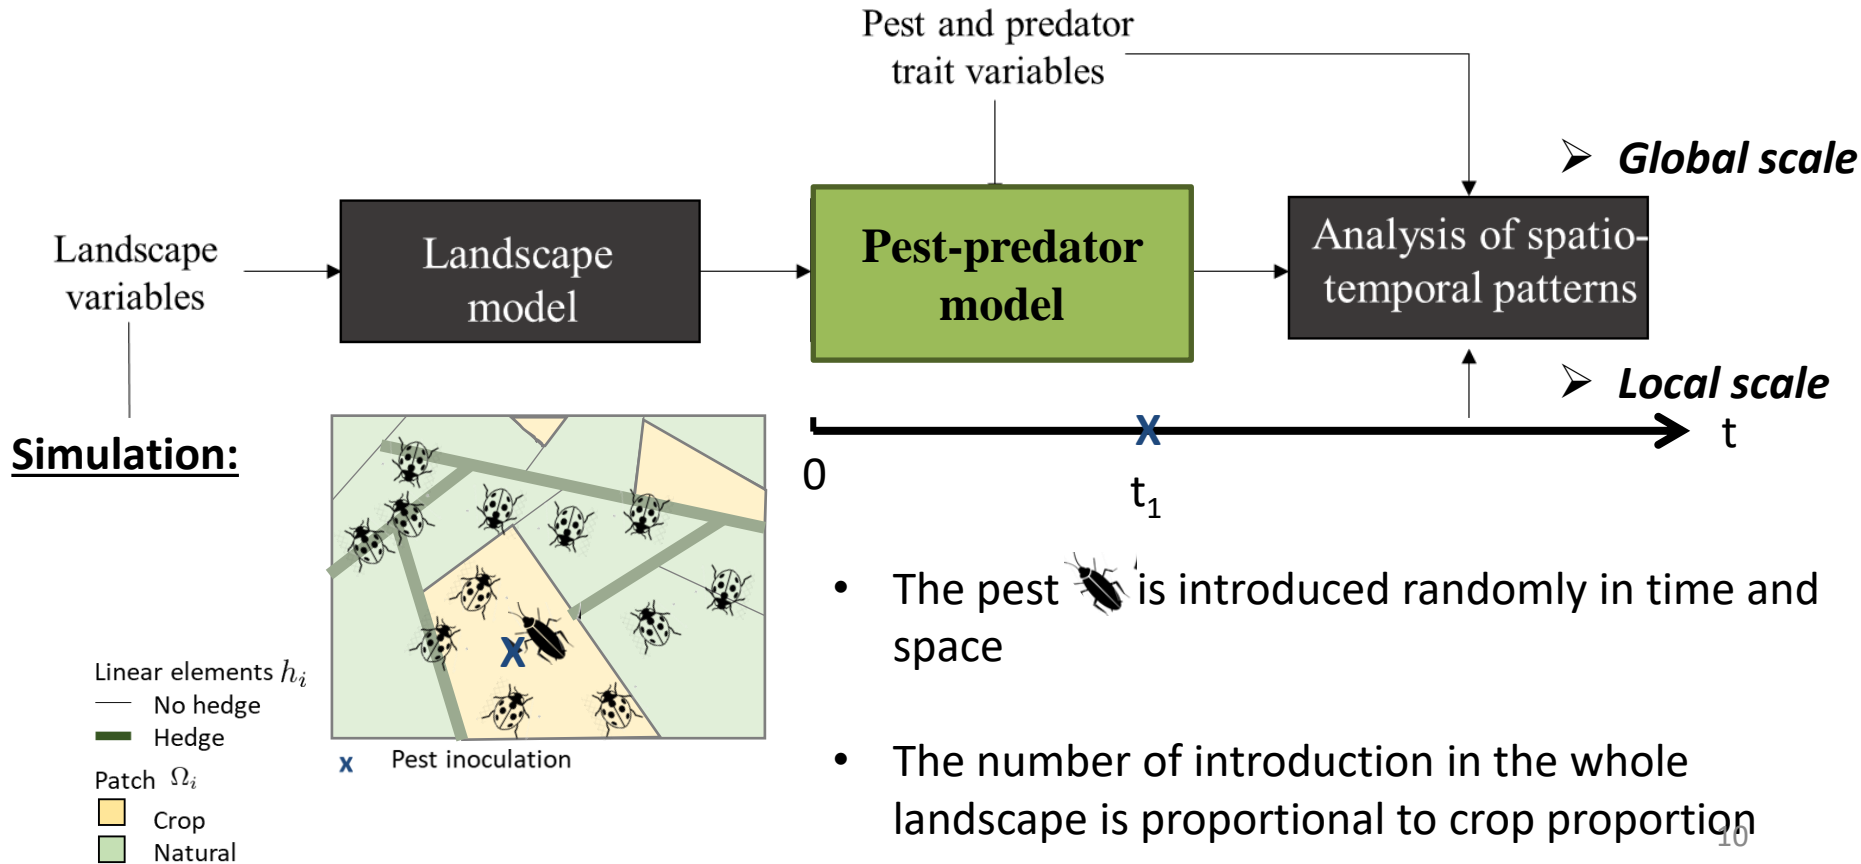 Pest and predator
trait variables
➢ Global scale
Landscape
variables
Landscape
model
Pest-predator
model
Analysis of spatio-
temporal patterns
➢ Local scale
Simulation:
X
t
0
t₁
X
• The pest is introduced randomly in time and
space
Linear elements hᵢ
No hedge
Hedge
x Pest inoculation
Patch Ωᵢ
Crop
Natural
• The number of introduction in the whole
landscape is proportional to crop proportion
10